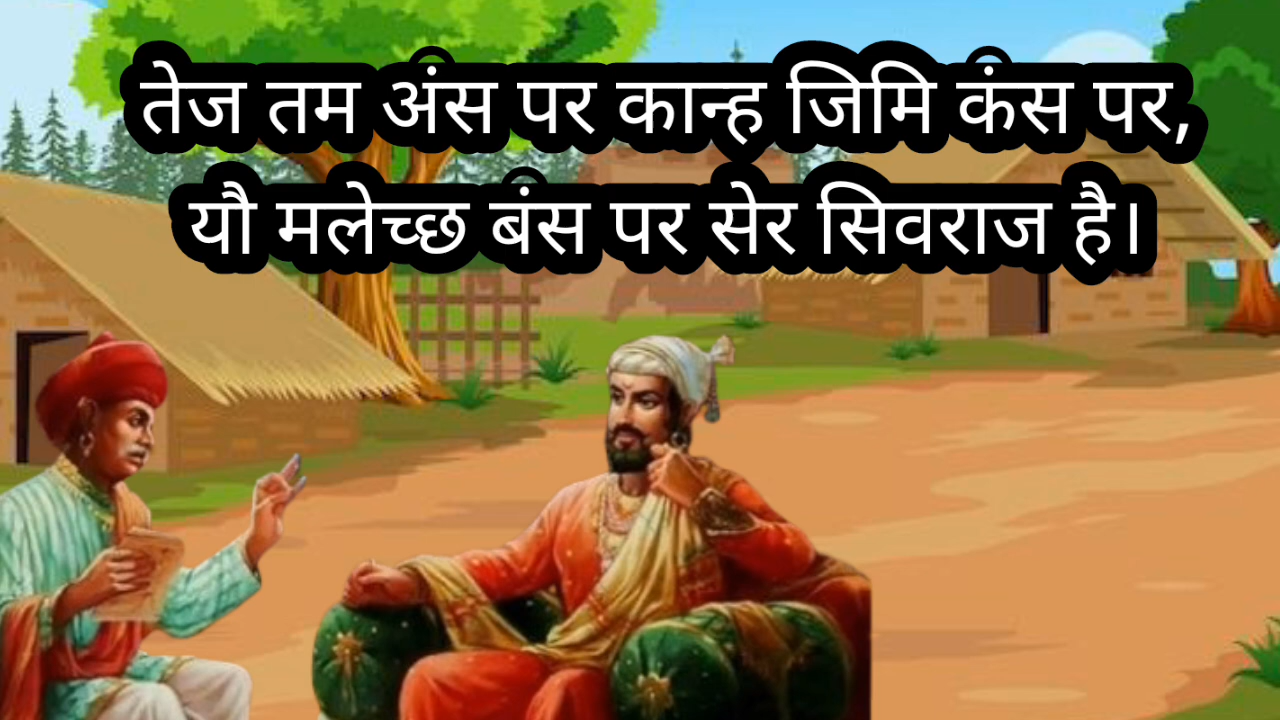 तेज तम अंस पर कान्ह जिमि कंस पर,
यौ मलेच्छ बंस पर सेर सिवराज है।